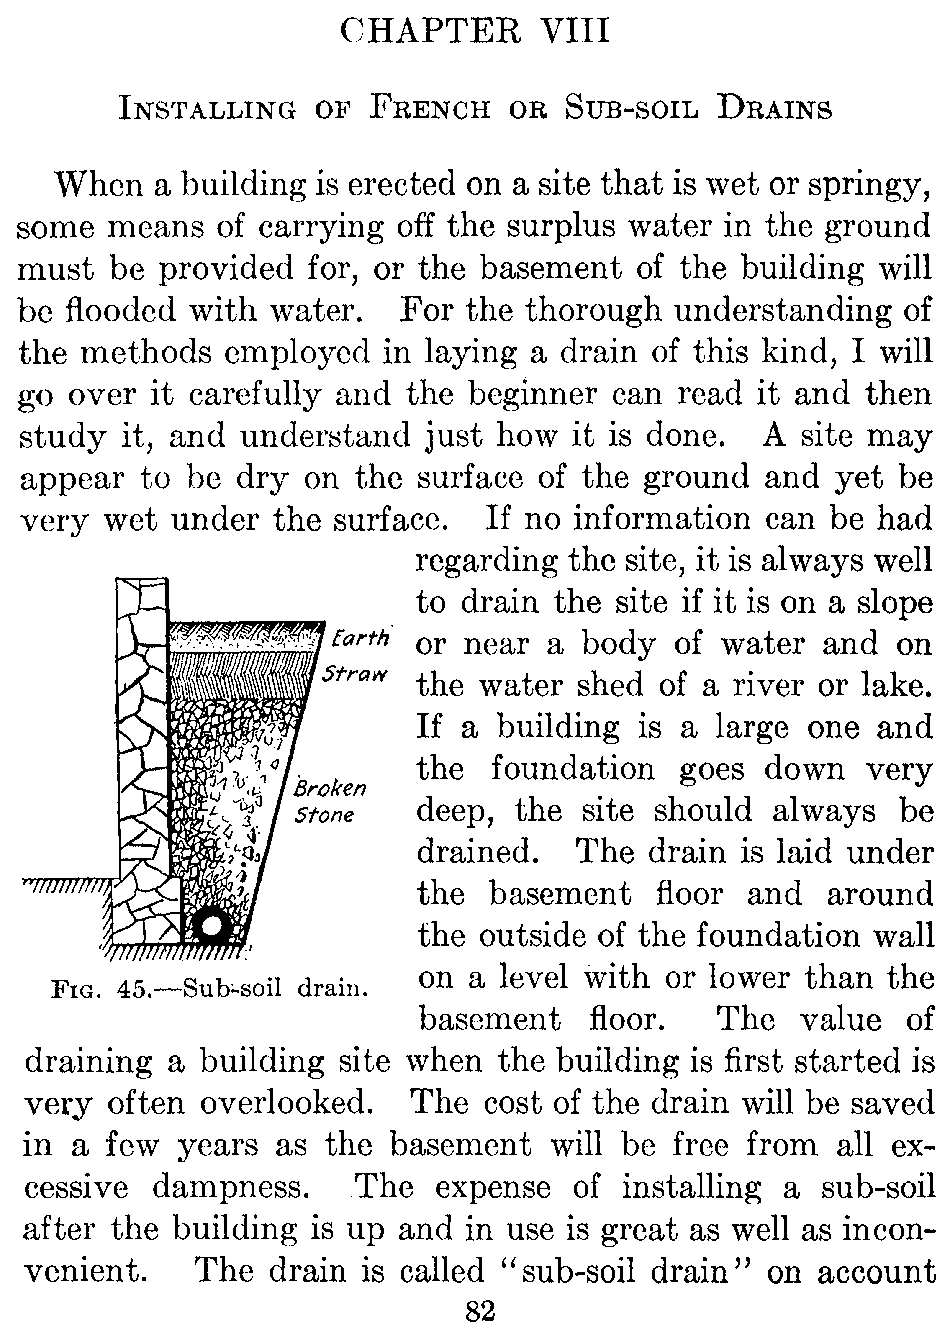 CHAPTER VIII
INSTALLING OF FRENCH OR SUB-SOIL DRAINS
When a building is erected on a site that is wet or springy,
some means of carrying off the surplus water in the ground
must be provided for, or the basement of the building will
be flooded with water. For the thorough understanding of
the methods employed in laying a drain of this kind, I will
go over it carefully and the beginner can read it and then
study it, and understand just how it is done. A site may
appear to be dry on the surface of the ground and yet be
very wet under the surface. If no information can be had
regarding the site, it is always well
to drain the site if it is on a slope
or near a body of water and on
the water shed of a river or lake.
If a building is a large one and
the foundation goes down very
deep, the site should always be
drained. The drain is laid under
the basement floor and around
the outside of the foundation wall
on a level with or lower than the
basement floor. The value of
Earth
Straw
Broken
Stone
FIG. 45.—Sub-soil drain.
draining a building site when the building is first started is
very often overlooked. The cost of the drain will be saved
in a few years as the basement will be free from all ex-
cessive dampness. The expense of installing a sub-soil
after the building is up and in use is great as well as incon-
venient. The drain is called "sub-soil drain" on account
82